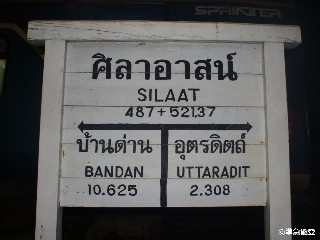 SPRINTER
ศิลาอาสน์
SILAAT
487+521.37
บ้านด่าน อุตรดิตถ์
BANDAN UTTARADIT
10.625 2.308